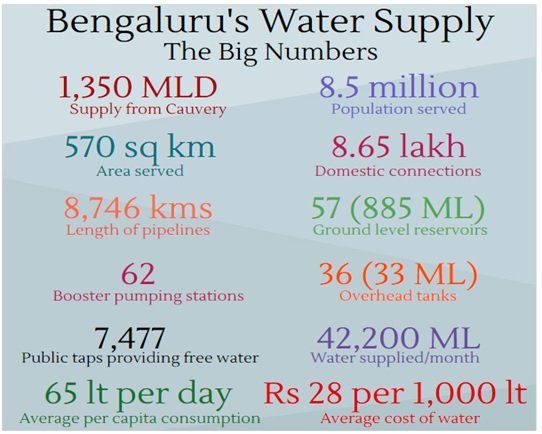 Bengaluru's Water Supply
The Big Numbers
1,350 MLD
Supply from Cauvery
8.5 million
Population served
570 sq km
Area served
8.65 lakh
Domestic connections
8,746 kms
Length of pipelines
57 (885 ML)
Ground level reservoirs
62
Booster pumping stations
36 (33 ML)
Overhead tanks
7,477
Public taps providing free water
42,200 ML
Water supplied/month
65 lt per day
Average per capita consumption
Rs 28 per 1,000 lt
Average cost of water